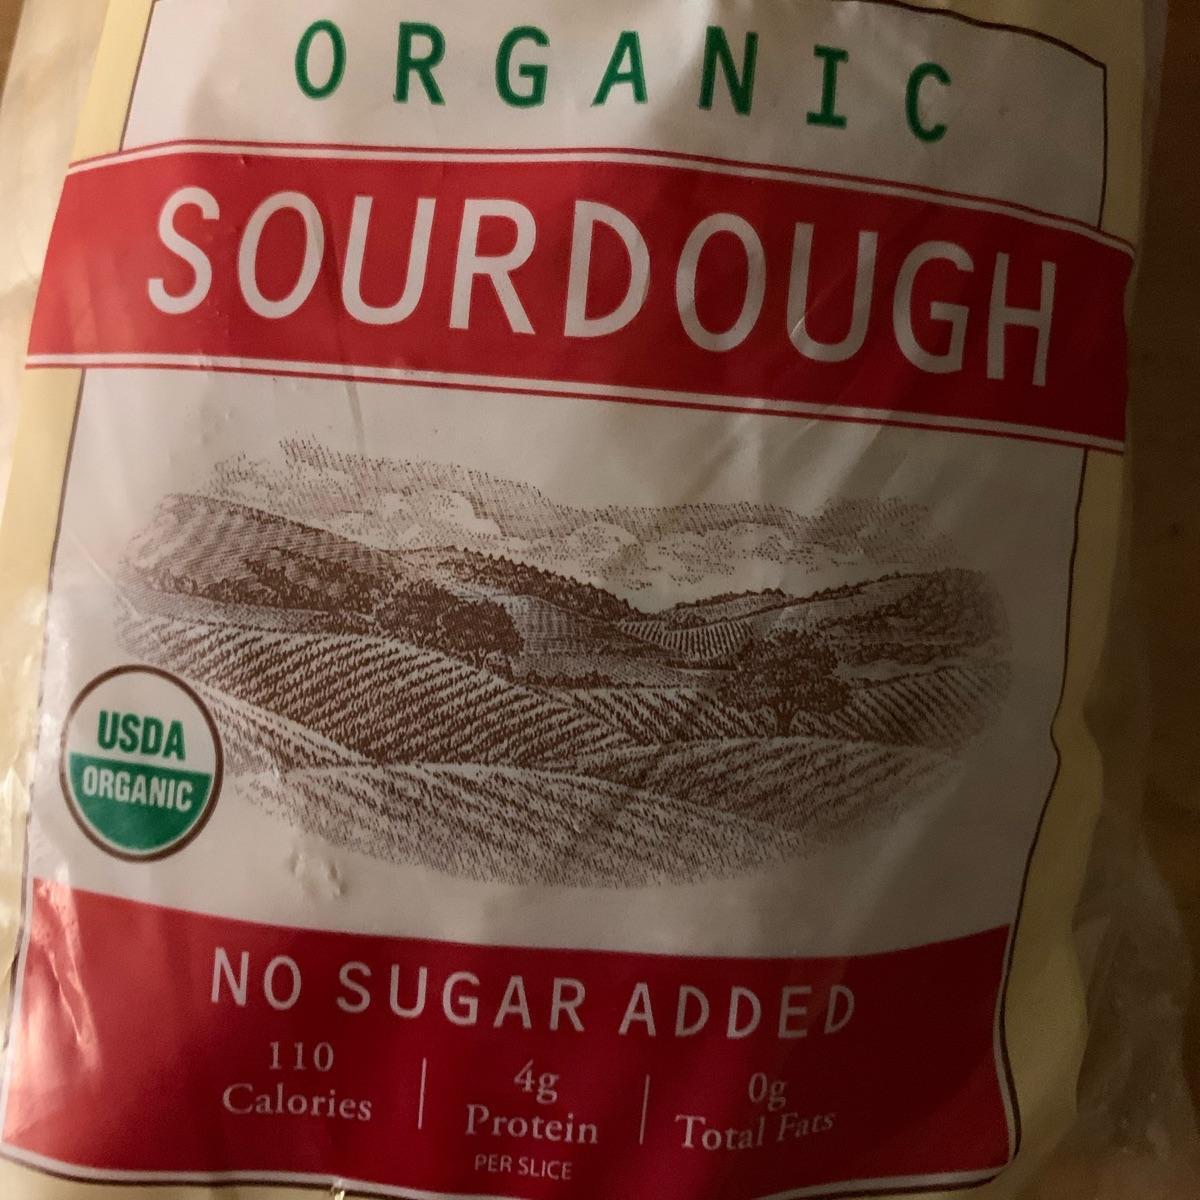 ORGANIC
SOURDOUGH
USDA
ORGANIC
NO SUGAR ADDED
110 4g 0g
Calories Protein Total Fats
PER SLICE